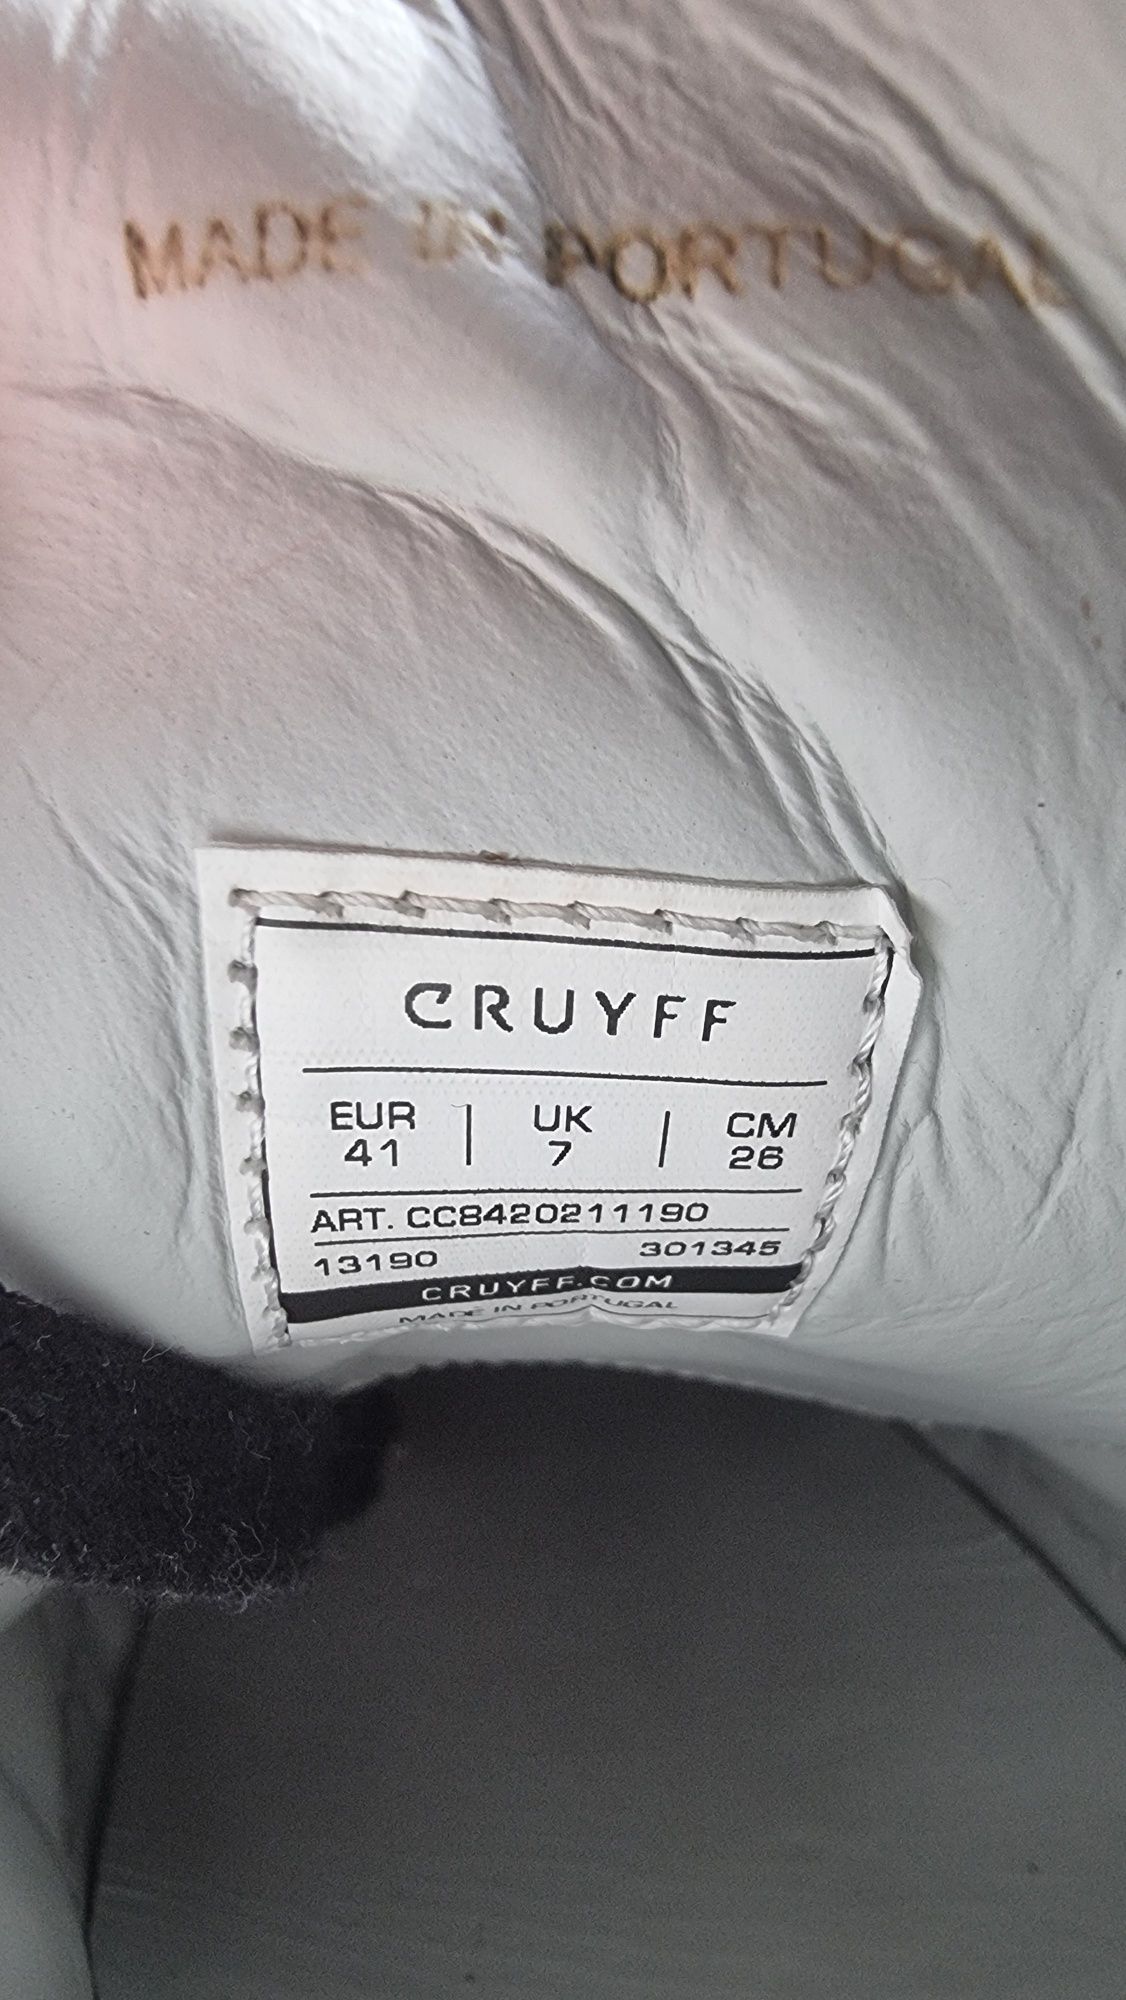 MADE IN PORTUGAL
CRUYFF
EUR | UK | CM
41 7 26
ART. CC8420211190
13190 301345
CRUYFF.COM
MADE IN PORTUGAL